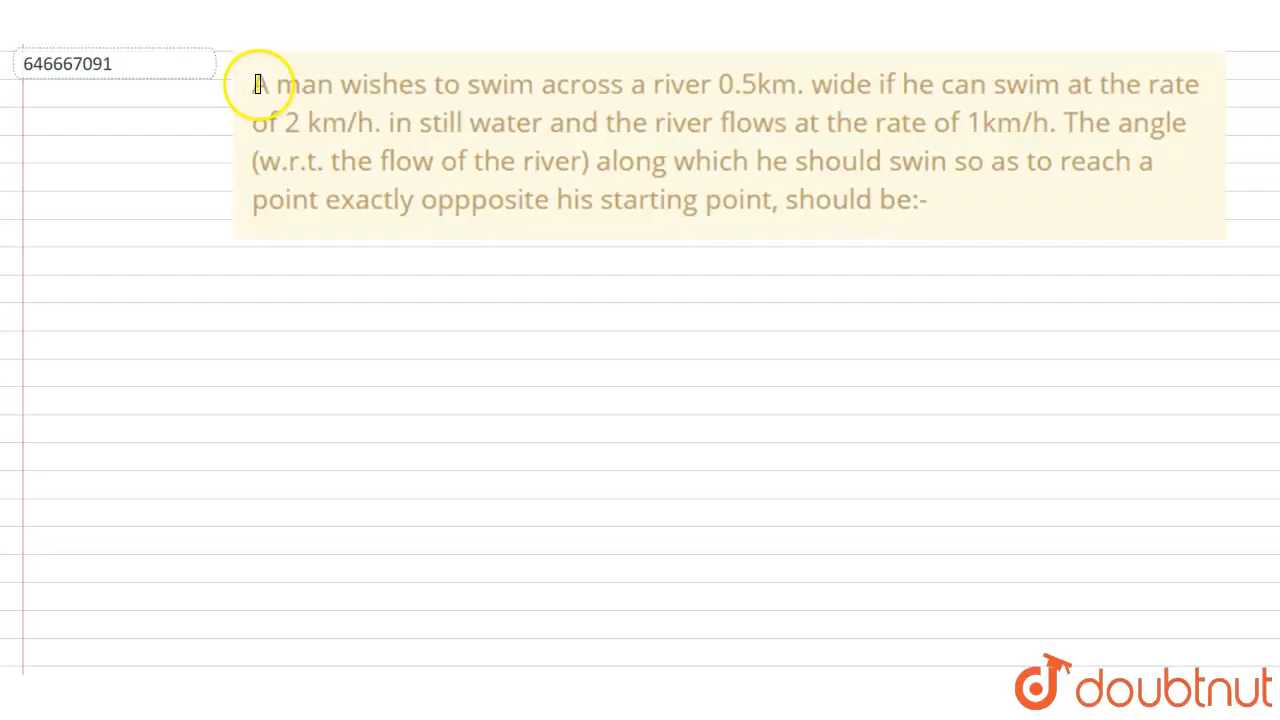 646667091
A man wishes to swim across a river 0.5km. wide if he can swim at the rate
of 2 km/h. in still water and the river flows at the rate of 1km/h. The angle
(w.r.t. the flow of the river) along which he should swin so as to reach a
point exactly oppposite his starting point, should be:-
doubtnut